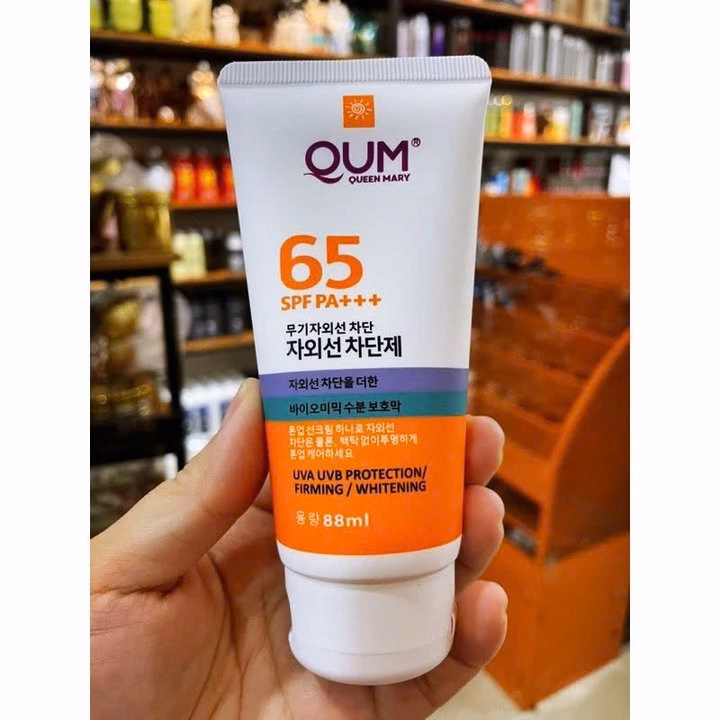 QUM®
QUEEN MARY
65
SPF PA+++
무기자외선 차단
자외선 차단제
자외선 차단을 더한
바이오미믹 수분 보호막
톤업 선크림 하나로 자외선
차단은 물론, 백탁 없이 투명하게
톤업 케어하세요
UVA UVB PROTECTION/
FIRMING / WHITENING
용량 88ml